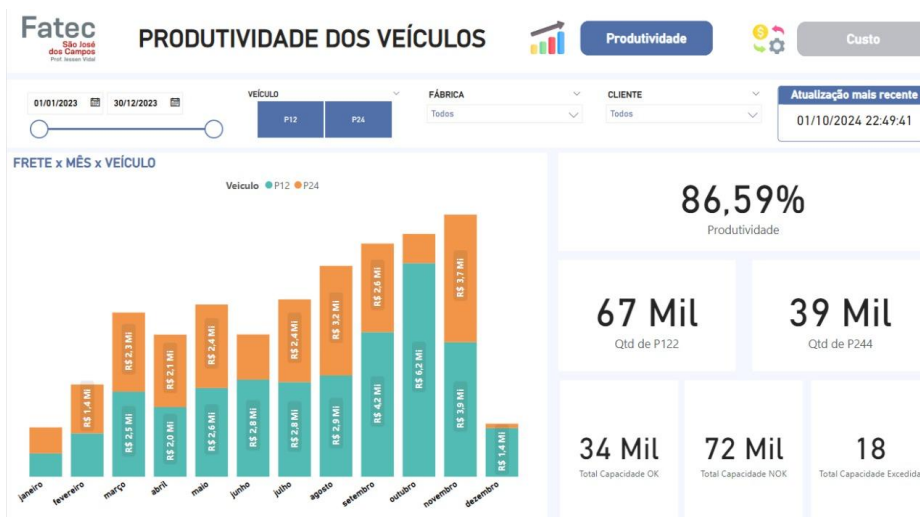 Fatec
São José
dos Campos
Prof. Jessen Vidal
PRODUTIVIDADE DOS VEÍCULOS
Produtividade
Custo
01/01/2023
30/12/2023
VEÍCULO
P12
P24
FÁBRICA
Todos
CLIENTE
Todos
Atualização mais recente
01/10/2024 22:49:41
FRETE x MÊS x VEÍCULO
Veiculo P12 P24
R$ 1,4 Mi
R$ 2,3 Mi
R$ 2,5 Mi
R$ 2,1 Mi
R$ 2,0 Mi
R$ 2,4 Mi
R$ 2,6 Mi
R$ 2,8 Mi
R$ 2,4 Mi
R$ 2,8 Mi
R$ 3,2 Mi
R$ 2,9 Mi
R$ 2,6 Mi
R$ 4,2 Mi
R$ 6,2 Mi
R$ 3,7 Mi
R$ 3,9 Mi
R$ 1,4 Mi
janeiro
fevereiro
março
abril
maio
junho
julho
agosto
setembro
outubro
novembro
dezembro
86,59%
Produtividade
67 Mil
Qtd de P122
39 Mil
Qtd de P244
34 Mil
Total Capacidade OK
72 Mil
Total Capacidade NOK
18
Total Capacidade Excedida